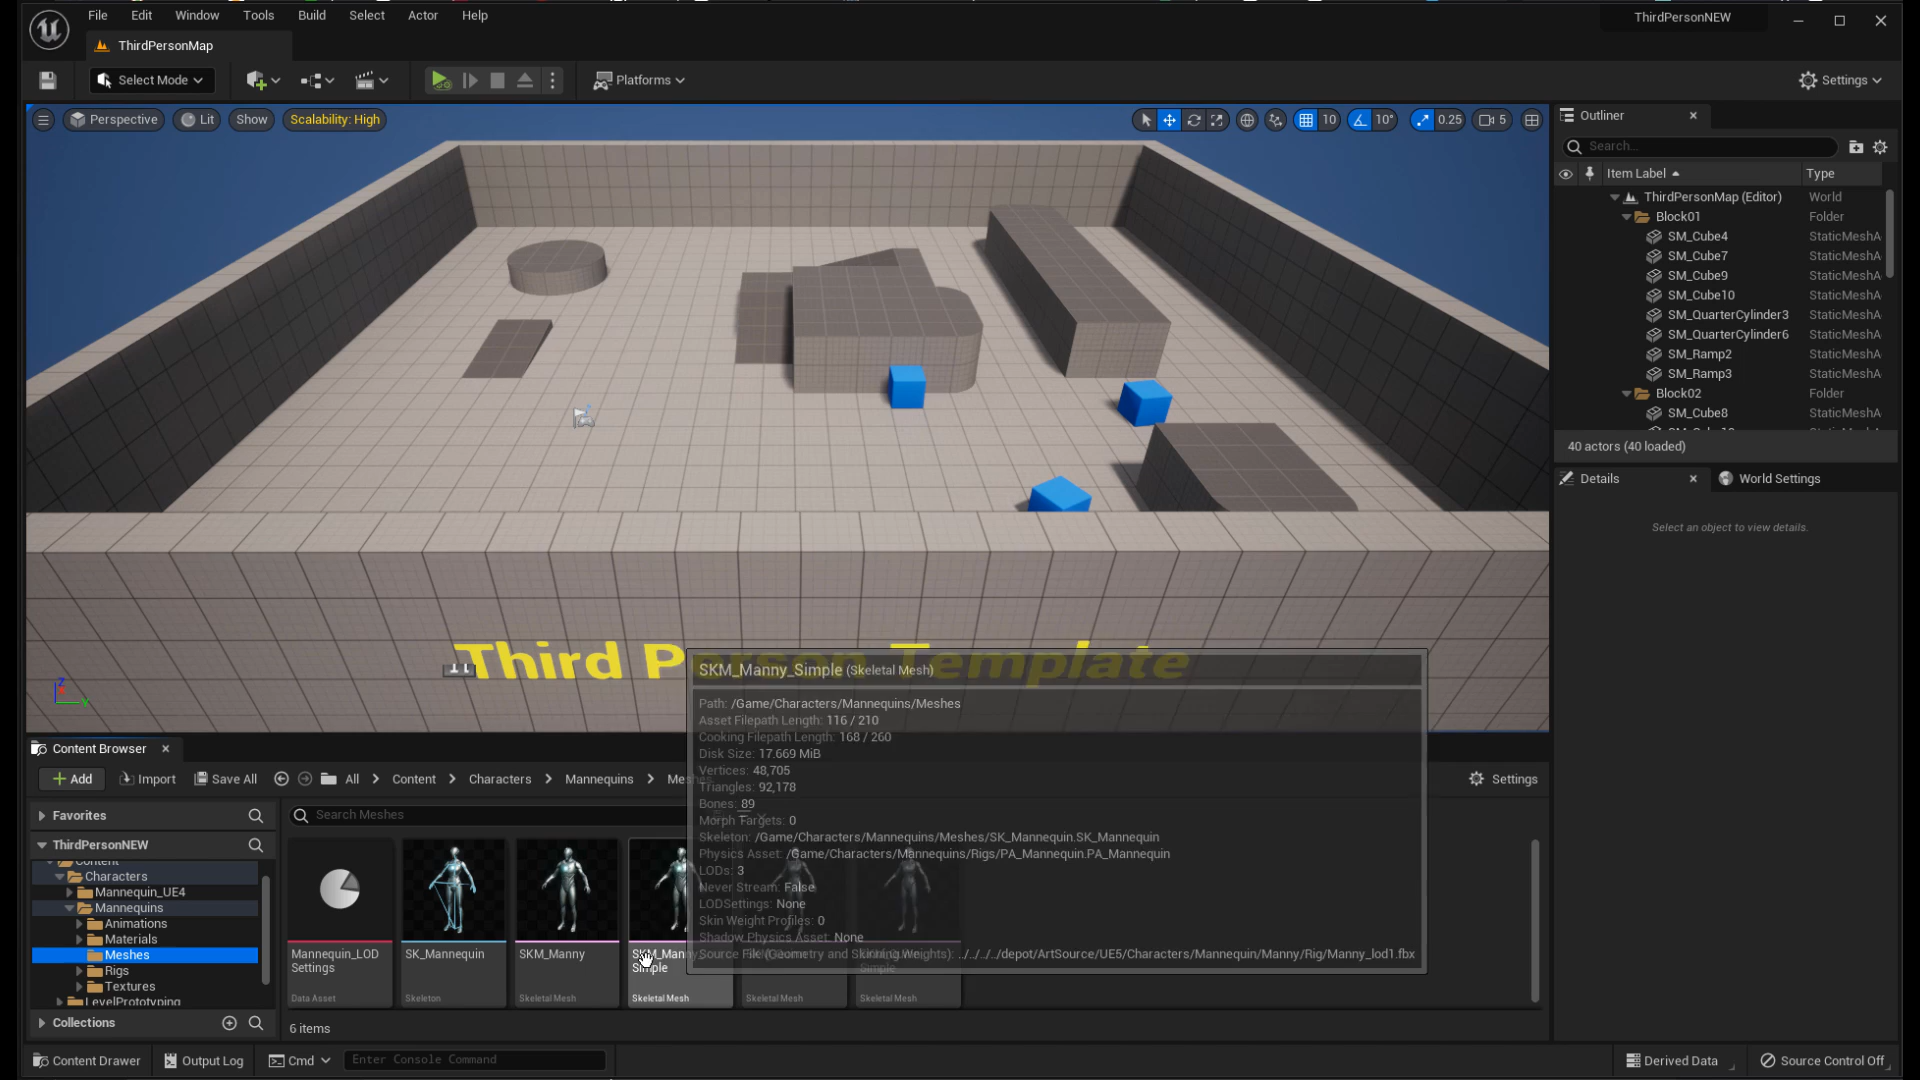 File Edit Window Tools Build Select Actor Help
ThirdPersonNEW
ThirdPersonMap
Select Mode
Platforms
Settings
Perspective
Lit
Show
Scalability: High
10
10°
0.25
5
Outliner
Search...
Item Label
Type
ThirdPersonMap (Editor) World
Block01 Folder
SM_Cube4 StaticMeshA
SM_Cube7 StaticMeshA
SM_Cube9 StaticMeshA
SM_Cube10 StaticMeshA
SM_QuarterCylinder3 StaticMeshA
SM_QuarterCylinder6 StaticMeshA
SM_Ramp2 StaticMeshA
SM_Ramp3 StaticMeshA
Block02 Folder
SM_Cube8 StaticMeshA
40 actors (40 loaded)
Details
World Settings
Select an object to view details.
Third Person Template
Z
Y
SKM_Manny_Simple (Skeletal Mesh)
Path: /Game/Characters/Mannequins/Meshes
Asset Filepath Length: 116 / 210
Cooking Filepath Length: 168 / 260
Disk Size: 17.669 MiB
Vertices: 48,705
Triangles: 92,178
Bones: 89
Morph Targets: 0
Skeleton: /Game/Characters/Mannequins/Meshes/SK_Mannequin.SK_Mannequin
Physics Asset: /Game/Characters/Mannequins/Rigs/PA_Mannequin.PA_Mannequin
LODs: 3
Never Stream: False
LODSettings: None
Skin Weight Profiles: 0
Shadow Physics Asset: None
Source File (Geometry and Skinning Weights): ../../../../depot/ArtSource/UE5/Characters/Mannequin/Manny/Rig/Manny_lod1.fbx
Content Browser
Add
Import
Save All
All > Content > Characters > Mannequins >
Settings
Favorites
ThirdPersonNEW
Content
Characters
Mannequin_UE4
Mannequins
Animations
Materials
Meshes
Rigs
Textures
LevelPrototyping
Collections
Search Meshes
Mannequin_LOD
Settings
Data Asset
SK_Mannequin
Skeleton
SKM_Manny
Skeletal Mesh
SKM_Manny_
Simple
Skeletal Mesh
Skeletal Mesh
Simple
Skeletal Mesh
6 items
Content Drawer
Output Log
Cmd
Enter Console Command
Derived Data
Source Control Off